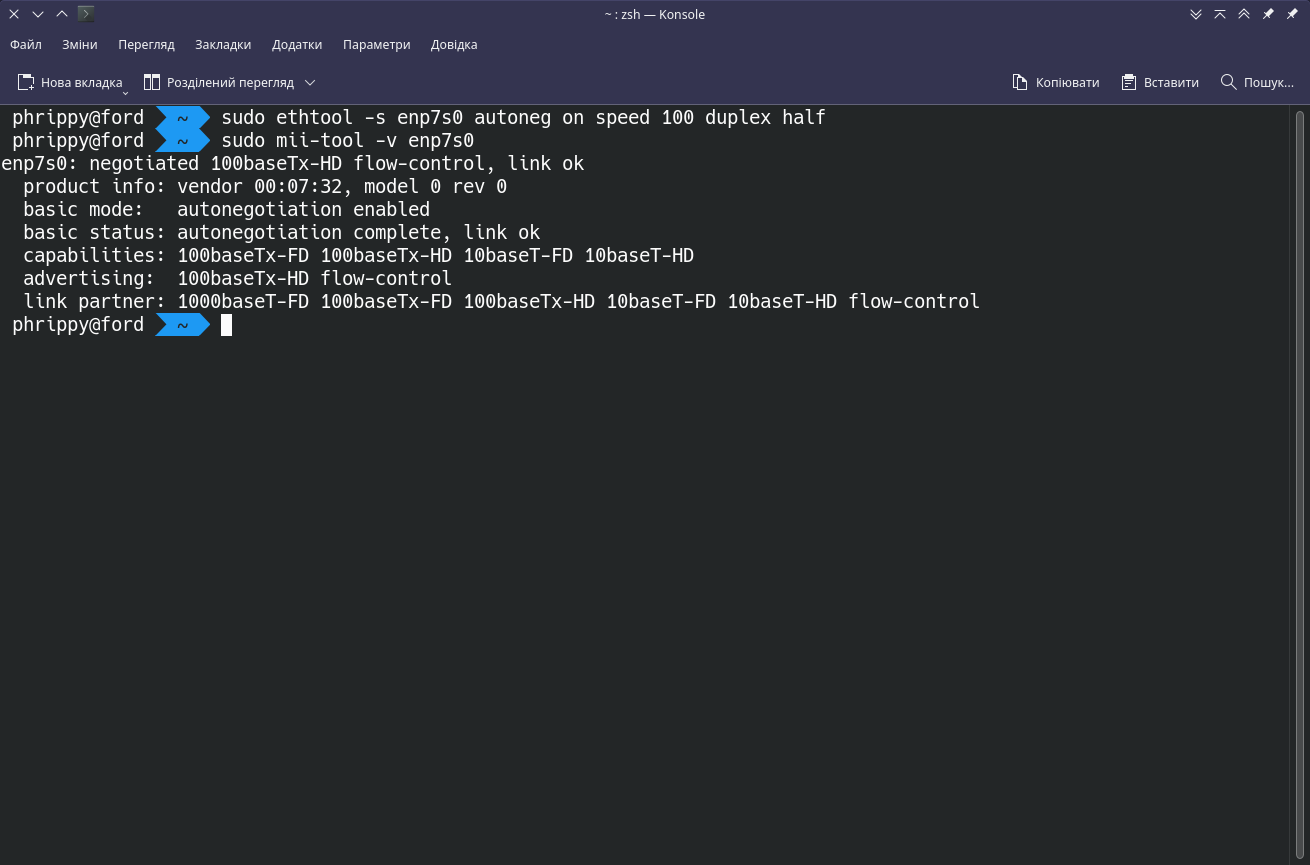 ~ : zsh — Konsole
Файл Зміни Перегляд Закладки Додатки Параметри Довідка
Нова вкладка Розділений перегляд Копіювати Вставити Пошук...
phrippy@ford ~ sudo ethtool -s enp7s0 autoneg on speed 100 duplex half
phrippy@ford ~ sudo mii-tool -v enp7s0
enp7s0: negotiated 100baseTx-HD flow-control, link ok
  product info: vendor 00:07:32, model 0 rev 0
  basic mode:   autonegotiation enabled
  basic status: autonegotiation complete, link ok
  capabilities: 100baseTx-FD 100baseTx-HD 10baseT-FD 10baseT-HD
  advertising:  100baseTx-HD flow-control
  link partner: 1000baseT-FD 100baseTx-FD 100baseTx-HD 10baseT-FD 10baseT-HD flow-control
phrippy@ford ~